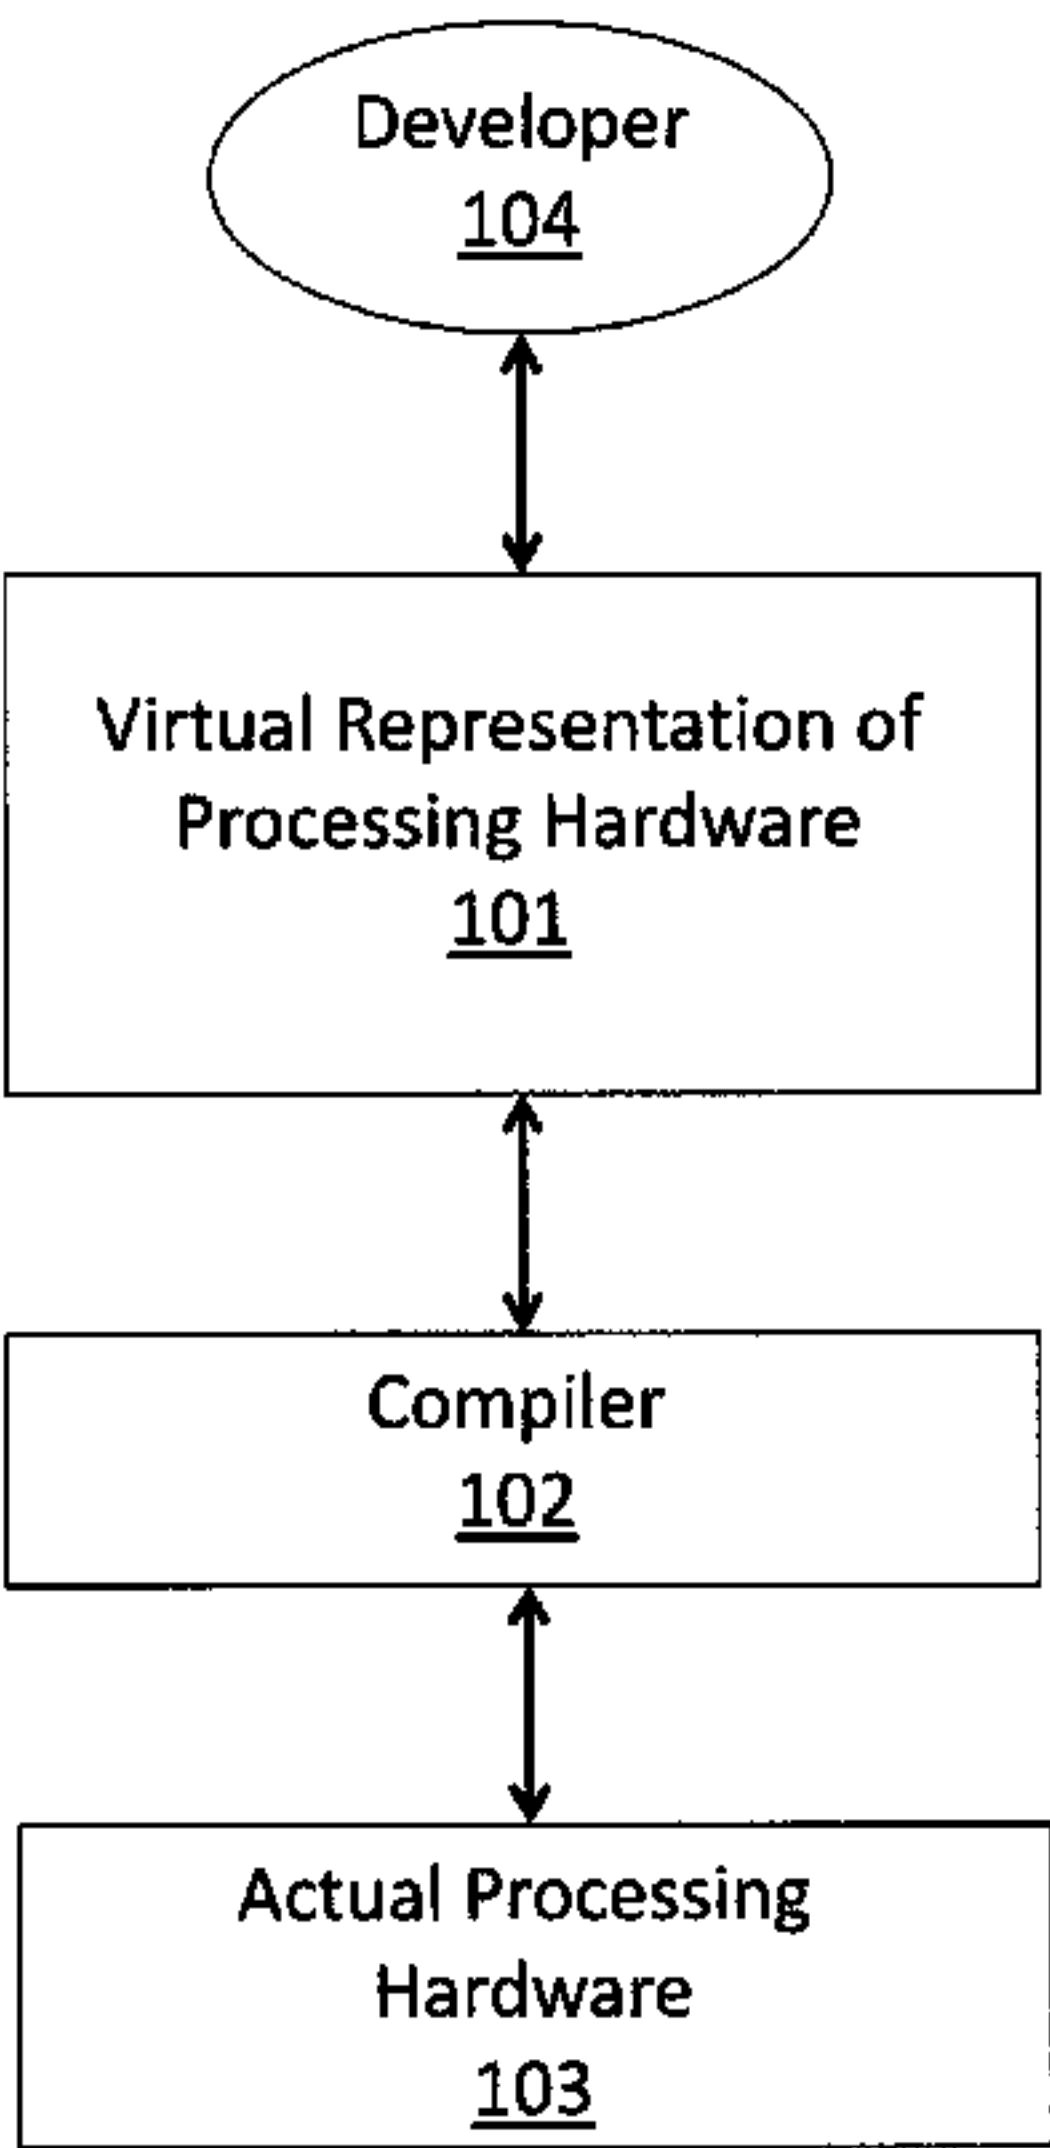 Developer
104
Virtual Representation of
Processing Hardware
101
Compiler
102
Actual Processing
Hardware
103